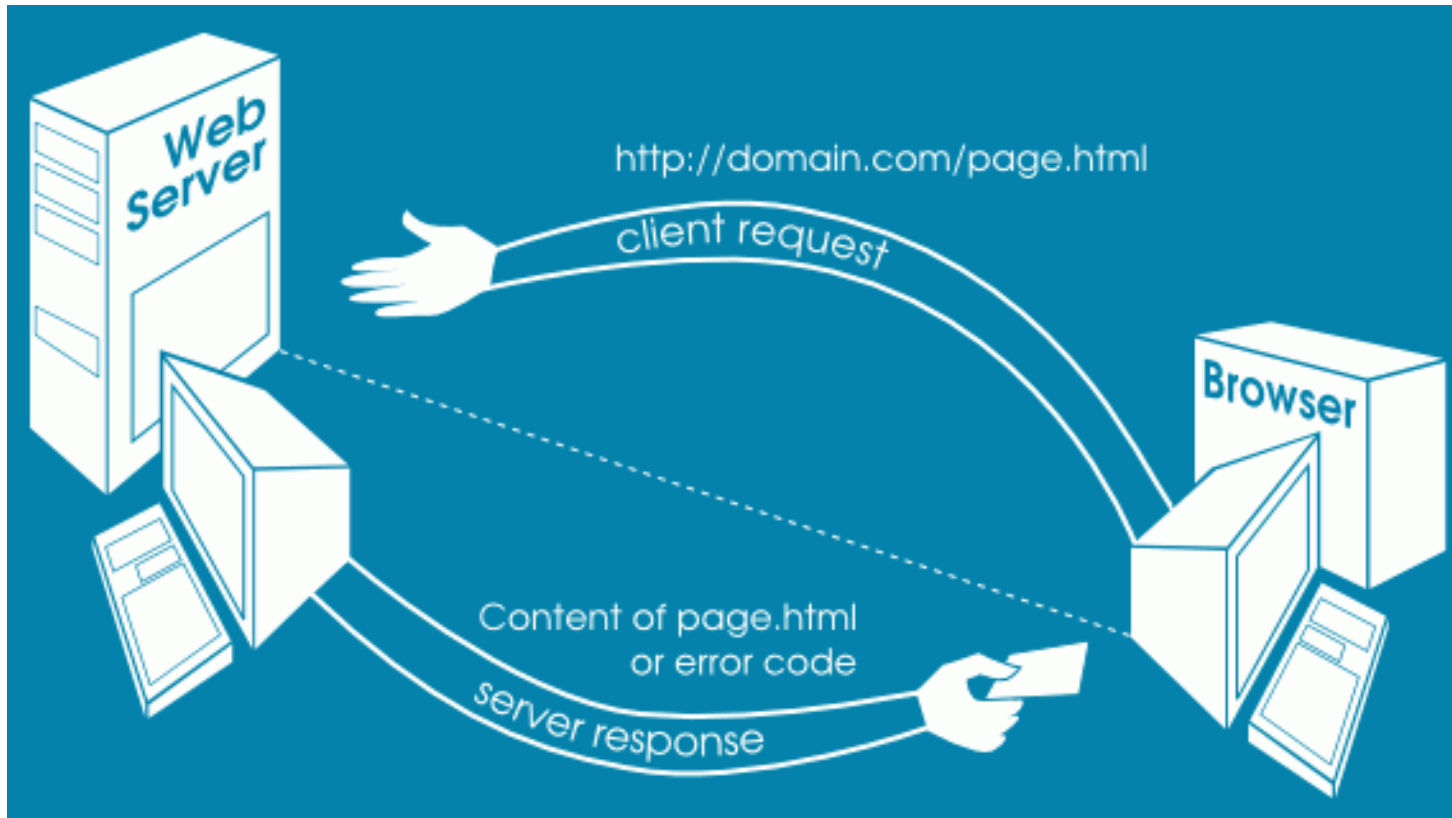 Web
Server
http://domain.com/page.html
client request
Browser
Content of page.html
or error code
server response